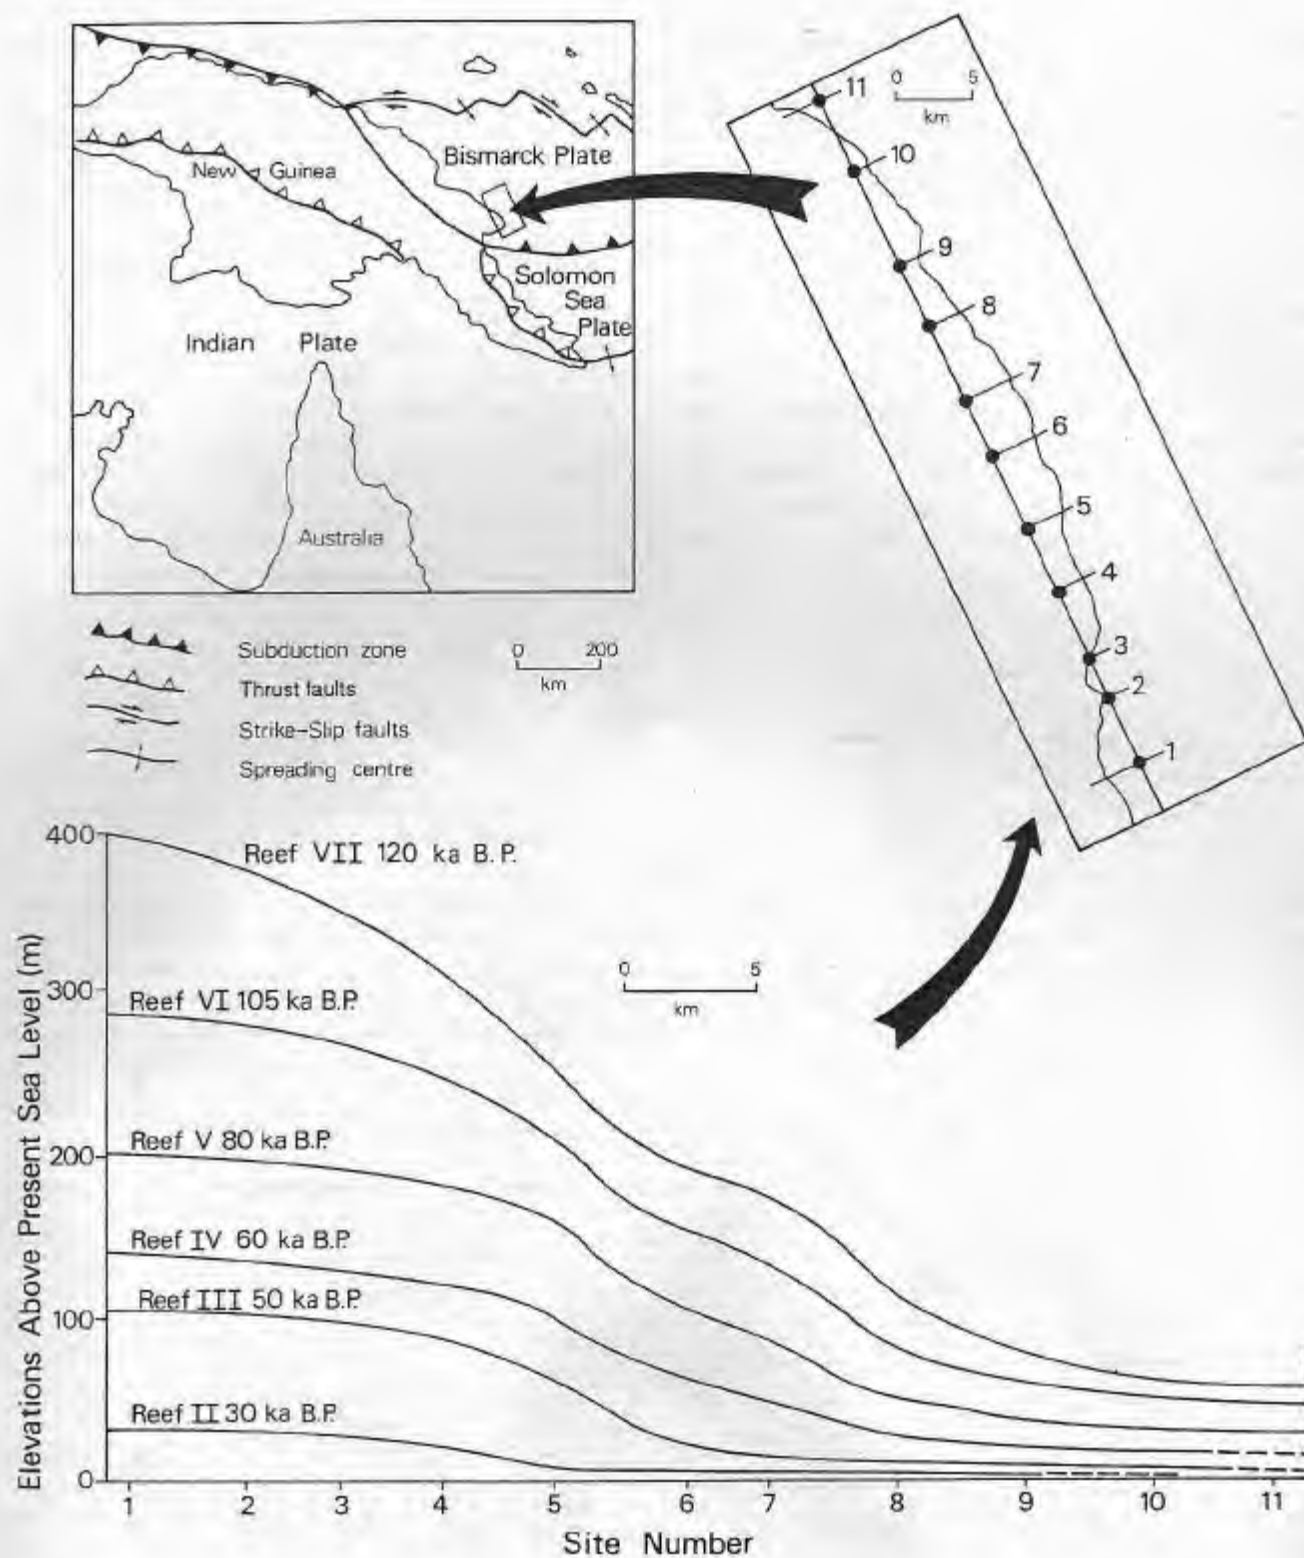 Bismarck Plate
New Guinea
Solomon
Sea
Plate
Indian Plate
Australia
Subduction zone
Thrust faults
Strike-Slip faults
Spreading centre
0 200
km
0 5
km
11
10
9
8
7
6
5
4
3
2
1
Elevations Above Present Sea Level (m)
400
300
200
100
0
Reef VII 120 ka B.P.
Reef VI 105 ka B.P.
Reef V 80 ka B.P.
Reef IV 60 ka B.P.
Reef III 50 ka B.P.
Reef II 30 ka B.P.
0 5
km
1 2 3 4 5 6 7 8 9 10 11
Site Number